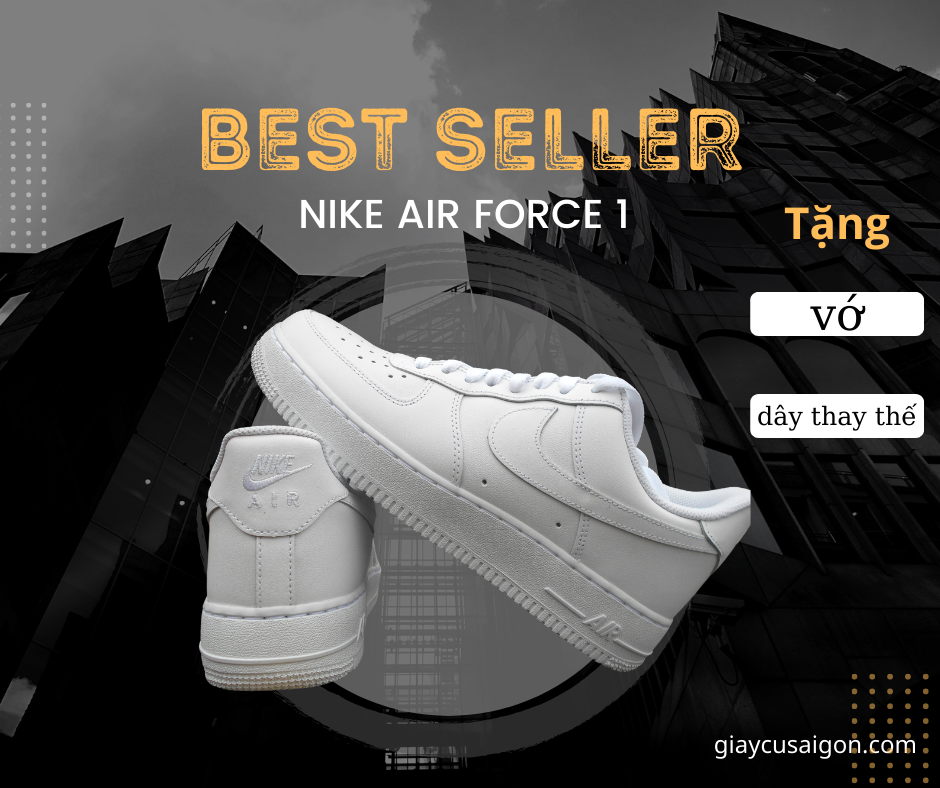 BEST SELLER
NIKE AIR FORCE 1
Tặng
vớ
dây thay thế
NIKE
AIR
AIR
giaycusaigon.com